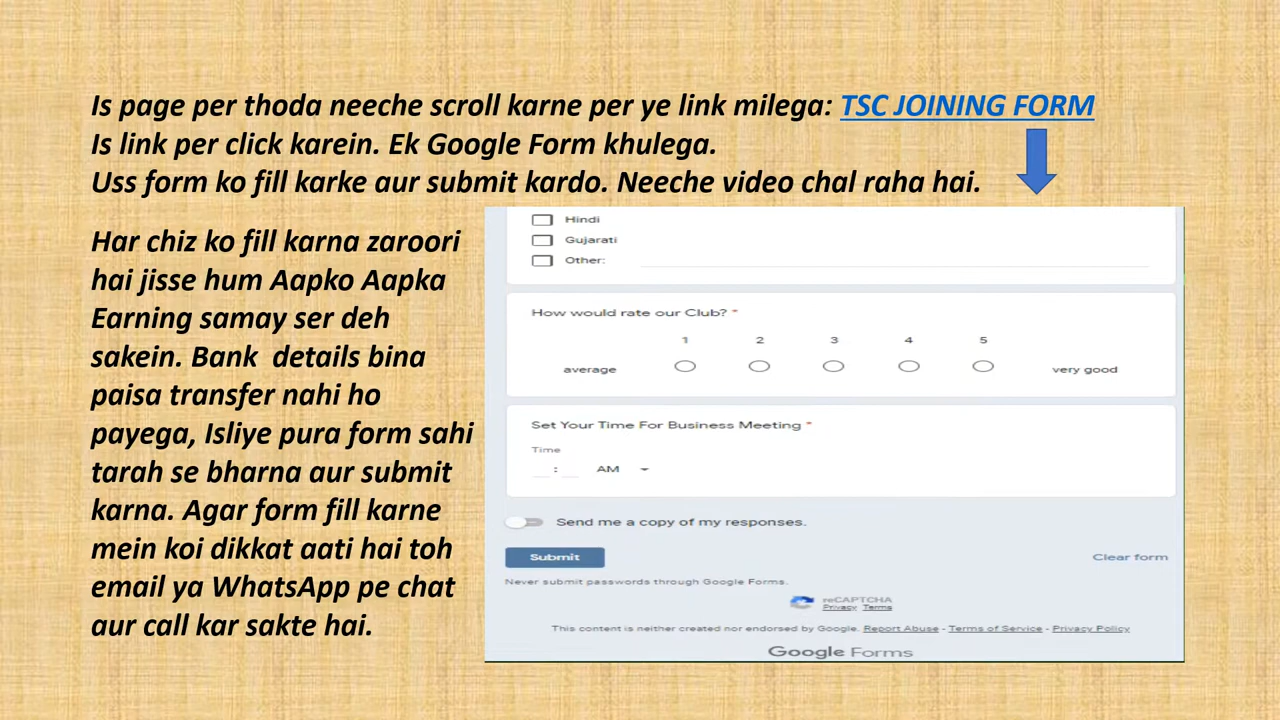 Is page per thoda neeche scroll karne per ye link milega: TSC JOINING FORM
Is link per click karein. Ek Google Form khulega.
Uss form ko fill karke aur submit kardo. Neeche video chal raha hai.
Har chiz ko fill karna zaroori
hai jisse hum Aapko Aapka
Earning samay ser deh
sakein. Bank  details bina
paisa transfer nahi ho
payega, Isliye pura form sahi
tarah se bharna aur submit
karna. Agar form fill karne
mein koi dikkat aati hai toh
email ya WhatsApp pe chat
aur call kar sakte hai.
Hindi
Gujarati
Other:
How would rate our Club? *
1 2 3 4 5
average very good
Set Your Time For Business Meeting *
Time
: AM
Send me a copy of my responses.
Submit Clear form
Never submit passwords through Google Forms.
reCAPTCHA
Privacy Terms
This content is neither created nor endorsed by Google. Report Abuse - Terms of Service - Privacy Policy
Google Forms